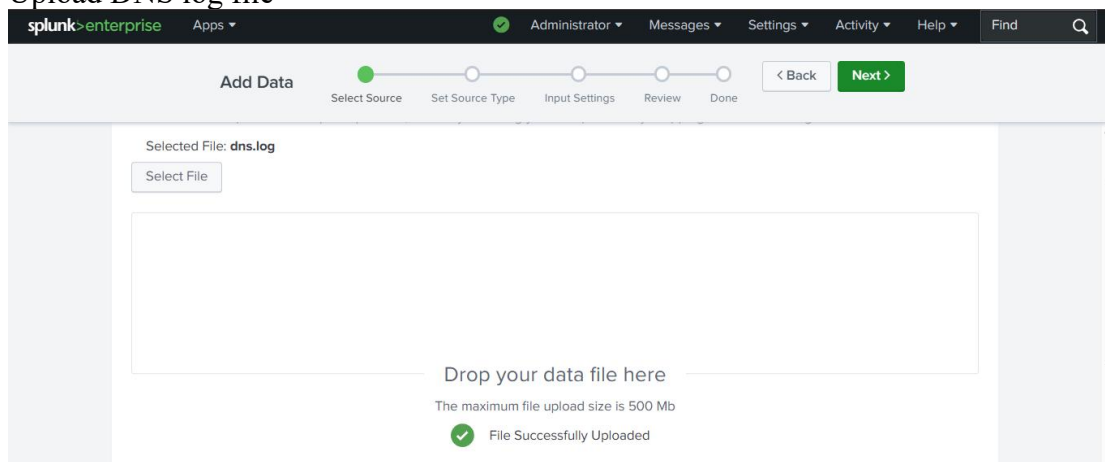 Upload DNS log file
splunk>enterprise Apps Administrator Messages Settings Activity Help Find
Add Data
Select Source Set Source Type Input Settings Review Done
< Back Next >
Selected File: dns.log
Select File
Drop your data file here
The maximum file upload size is 500 Mb
File Successfully Uploaded